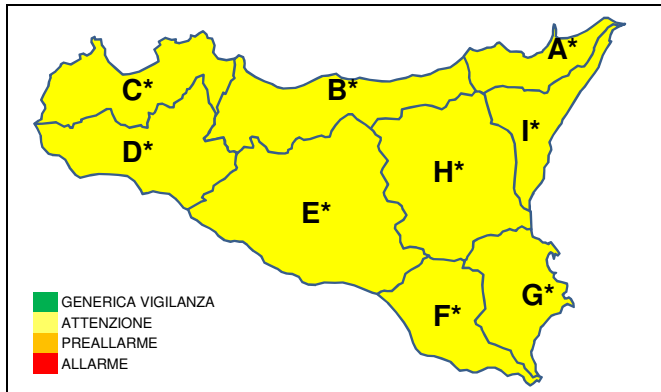 A*
C*
B*
I*
D*
H*
E*
G*
F*
GENERICA VIGILANZA
ATTENZIONE
PREALLARME
ALLARME